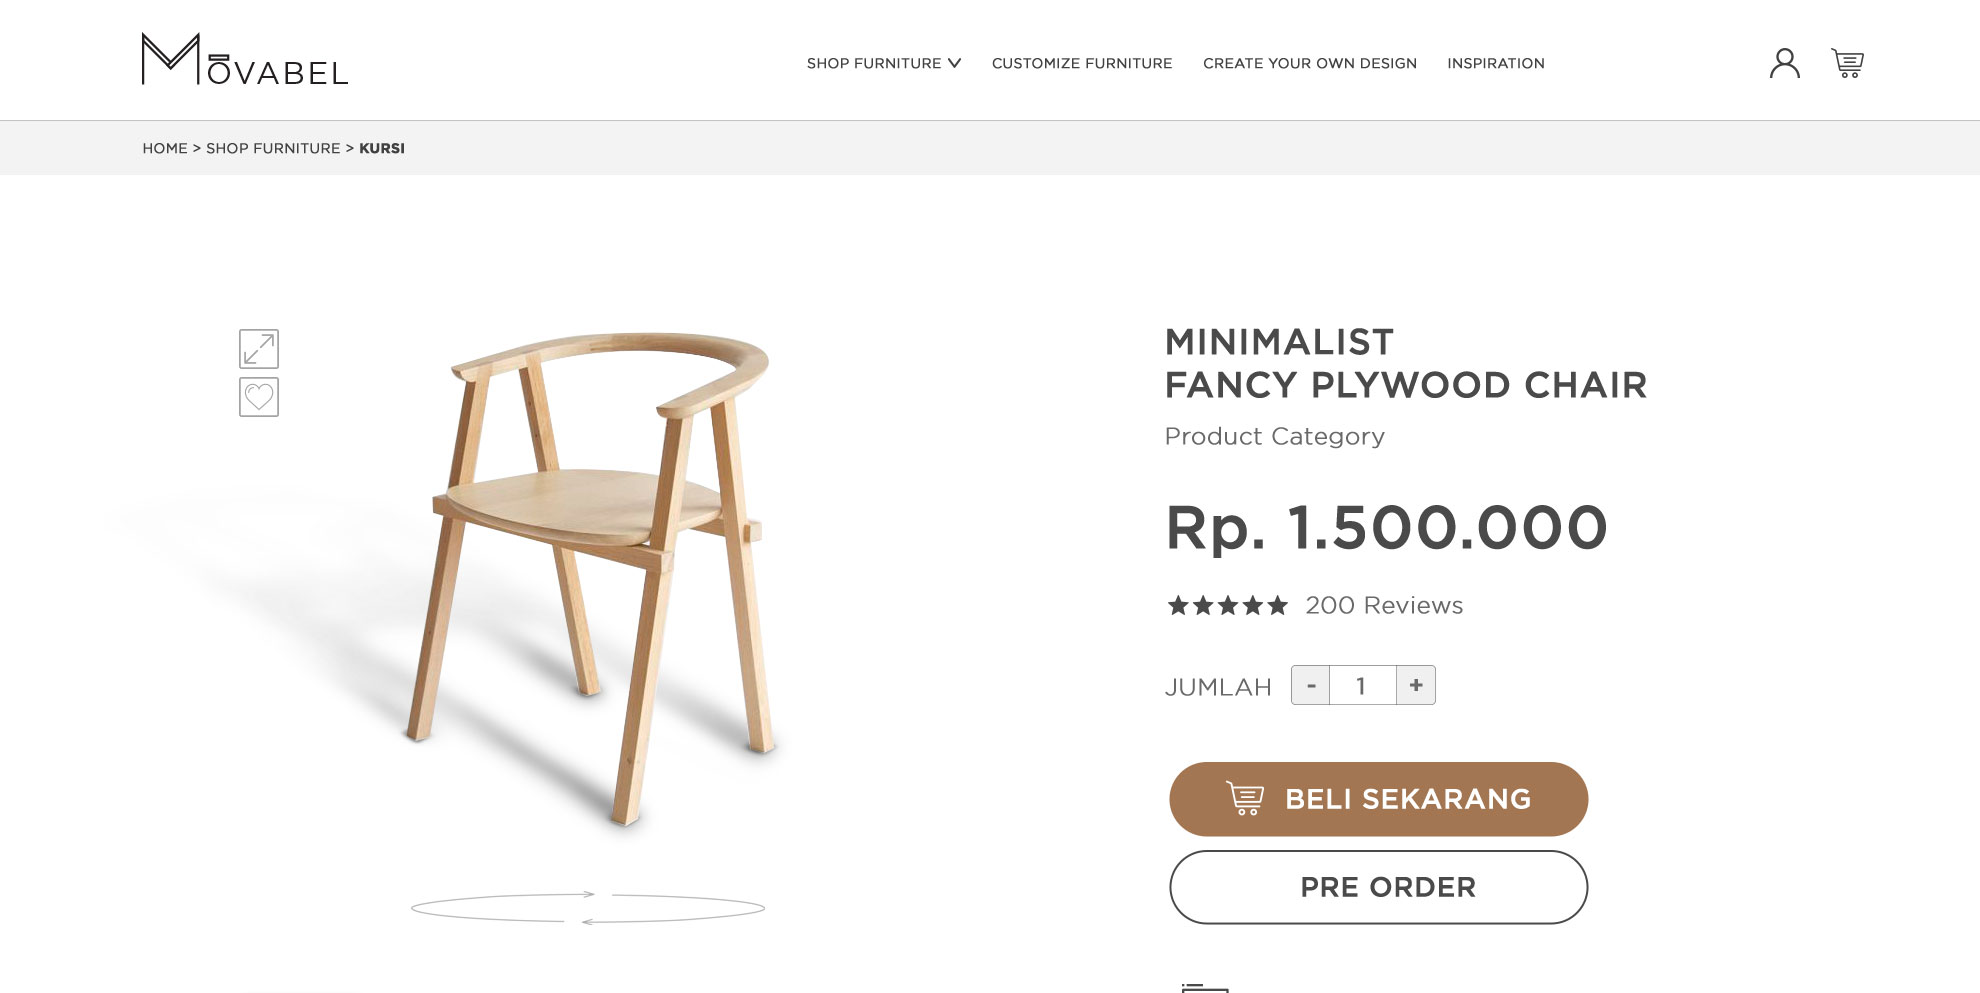 MŌVABEL
SHOP FURNITURE
CUSTOMIZE FURNITURE
CREATE YOUR OWN DESIGN
INSPIRATION
HOME > SHOP FURNITURE > KURSI
MINIMALIST
FANCY PLYWOOD CHAIR
Product Category
Rp. 1.500.000
★★★★★ 200 Reviews
JUMLAH - 1 +
BELI SEKARANG
PRE ORDER